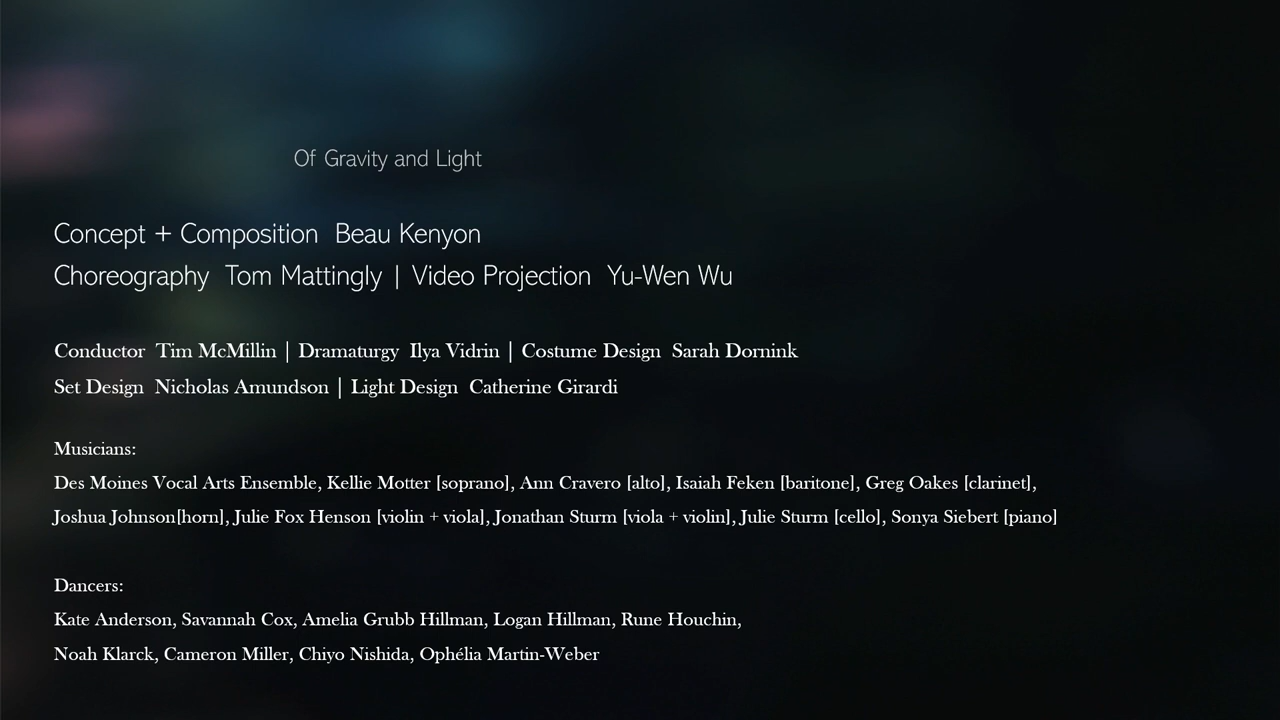 Of Gravity and Light
Concept + Composition  Beau Kenyon
Choreography  Tom Mattingly | Video Projection  Yu-Wen Wu
Conductor  Tim McMillin | Dramaturgy  Ilya Vidrin | Costume Design  Sarah Dornink
Set Design  Nicholas Amundson | Light Design  Catherine Girardi
Musicians:
Des Moines Vocal Arts Ensemble, Kellie Motter [soprano], Ann Cravero [alto], Isaiah Feken [baritone], Greg Oakes [clarinet],
Joshua Johnson[horn], Julie Fox Henson [violin + viola], Jonathan Sturm [viola + violin], Julie Sturm [cello], Sonya Siebert [piano]
Dancers:
Kate Anderson, Savannah Cox, Amelia Grubb Hillman, Logan Hillman, Rune Houchin,
Noah Klarck, Cameron Miller, Chiyo Nishida, Ophélia Martin-Weber